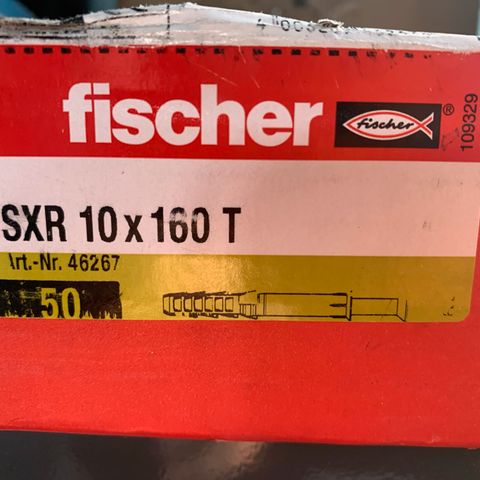 fischer
fischer ®
109329
SXR 10 x 160 T
Art.-Nr. 46267
50